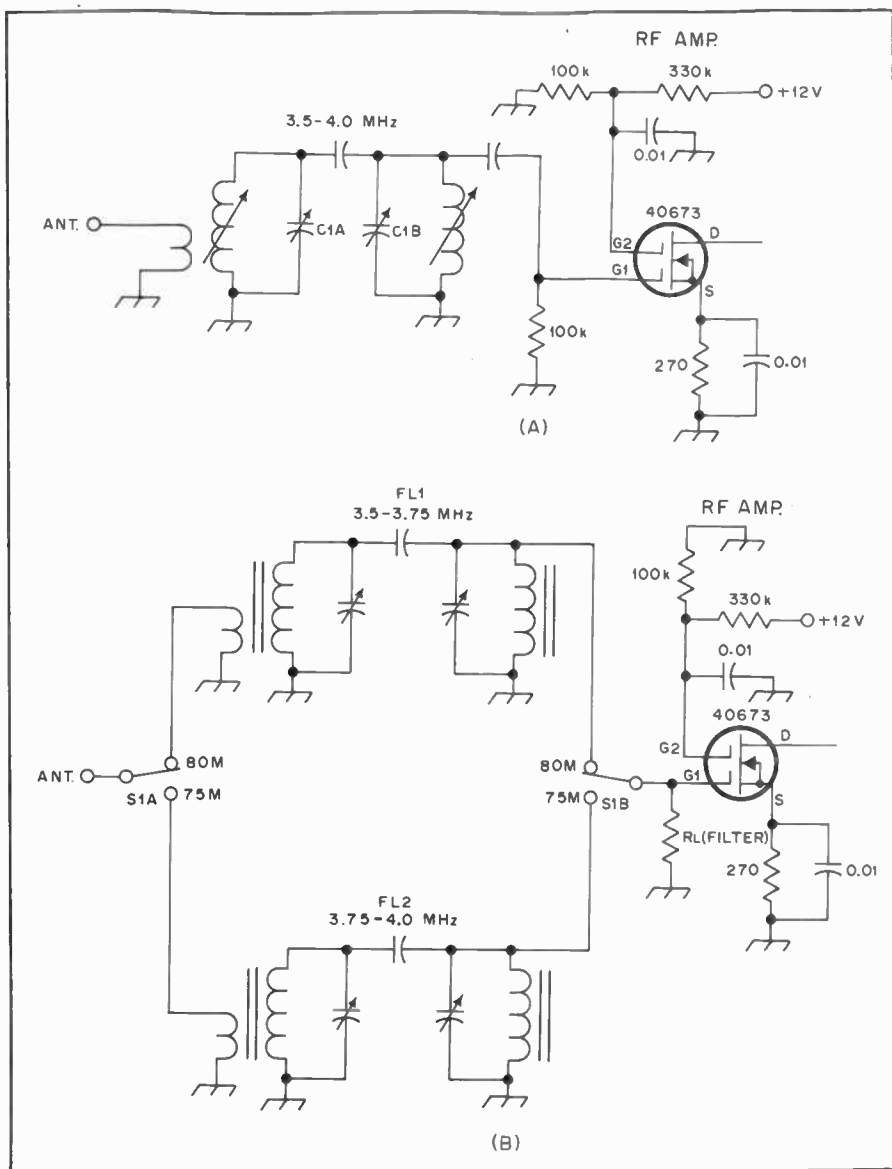 RF AMP.
100k
330k
+12V
3.5-4.0 MHz
0.01
40673
ANT.
C1A
C1B
G2
D
G1
S
100k
270
0.01
(A)
FL1
3.5-3.75 MHz
RF AMP.
100k
330k
+12V
0.01
40673
G2
D
80M
80M
G1
ANT.
S1A
75M
75M
S1B
S
RL(FILTER)
270
0.01
FL2
3.75-4.0 MHz
(B)